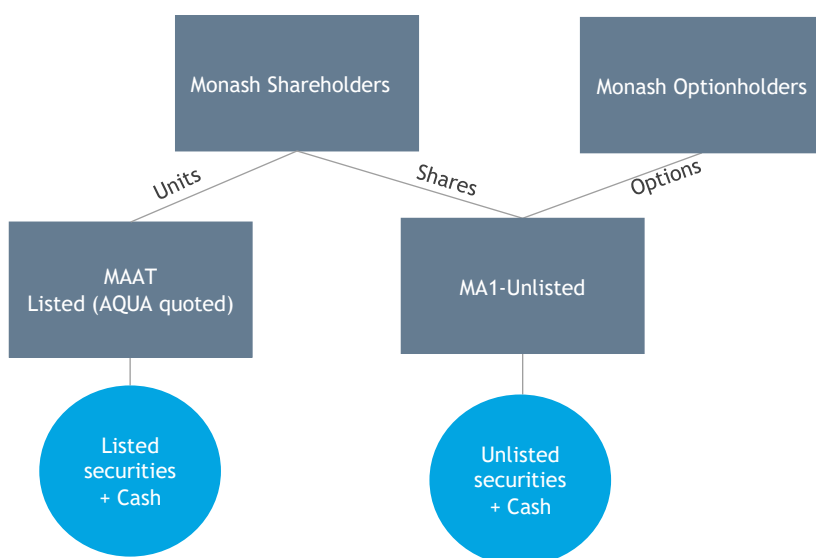 Monash Shareholders
Monash Optionholders
Units
Shares
Options
MAAT
Listed (AQUA quoted)
MA1-Unlisted
Listed
securities
+ Cash
Unlisted
securities
+ Cash